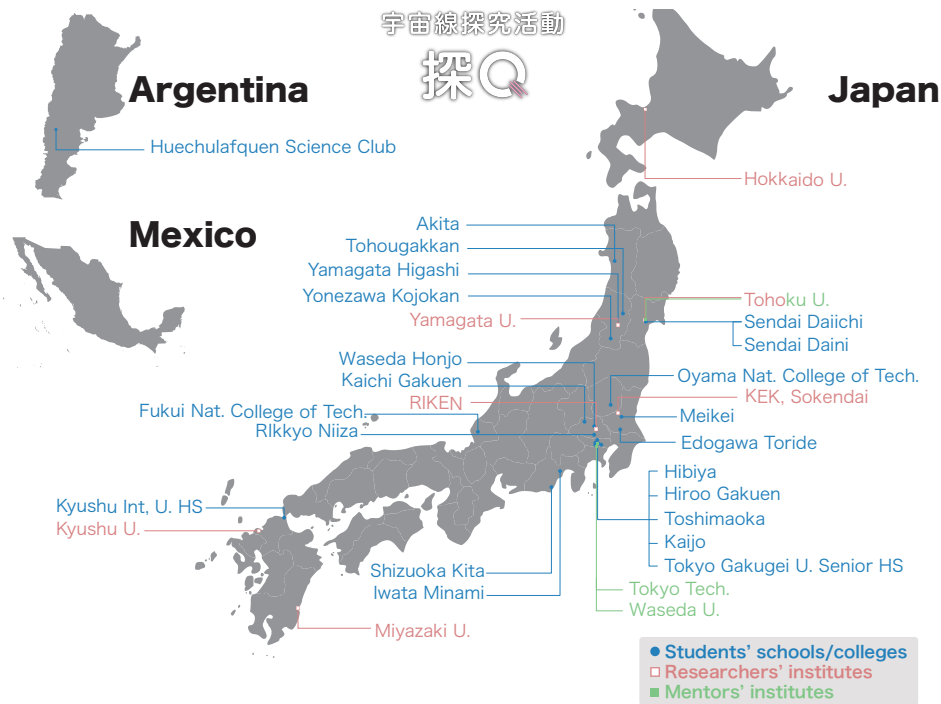 宇宙線探究活動
探Q
Argentina
Japan
Huechulafquen Science Club
Hokkaido U.
Mexico
Akita
Tohougakkan
Yamagata Higashi
Yonezawa Kojokan
Yamagata U.
Tohoku U.
Sendai Daiichi
Sendai Daini
Waseda Honjo
Kaichi Gakuen
RIKEN
Fukui Nat. College of Tech.
RIkkyo Niiza
Oyama Nat. College of Tech.
KEK, Sokendai
Meikei
Edogawa Toride
Hibiya
Hiroo Gakuen
Toshimaoka
Kaijo
Tokyo Gakugei U. Senior HS
Kyushu Int, U. HS
Kyushu U.
Shizuoka Kita
Iwata Minami
Tokyo Tech.
Waseda U.
Miyazaki U.
Students’ schools/colleges
Researchers’ institutes
Mentors’ institutes